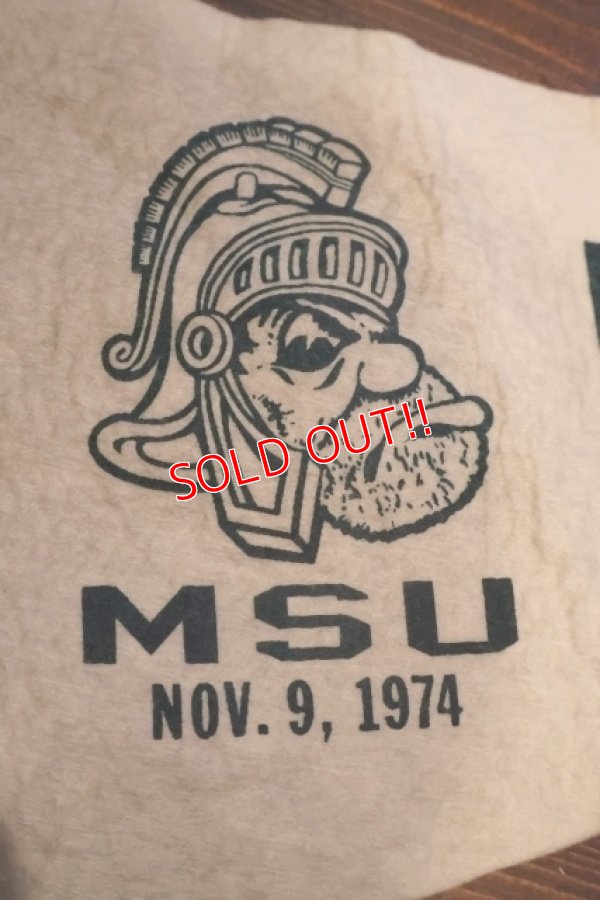 SOLD OUT!!
MSU
NOV. 9, 1974